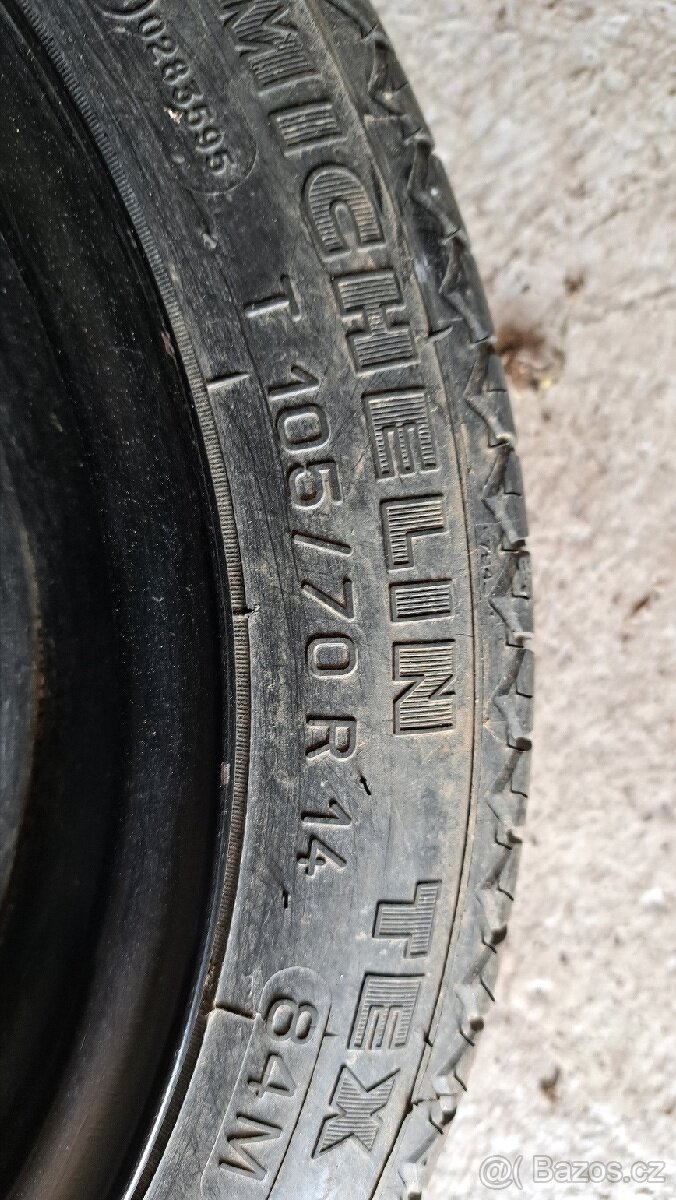 0283595
MICHELIN TEX
T 105/70 R 14
84M
Bazos.cz